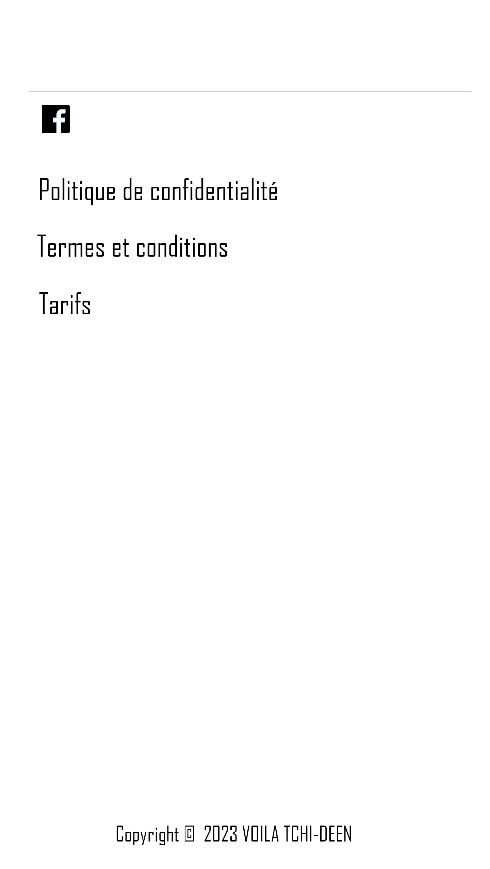 Politique de confidentialité
Termes et conditions
Tarifs
Copyright © 2023 VOILA TCHI-DEEN